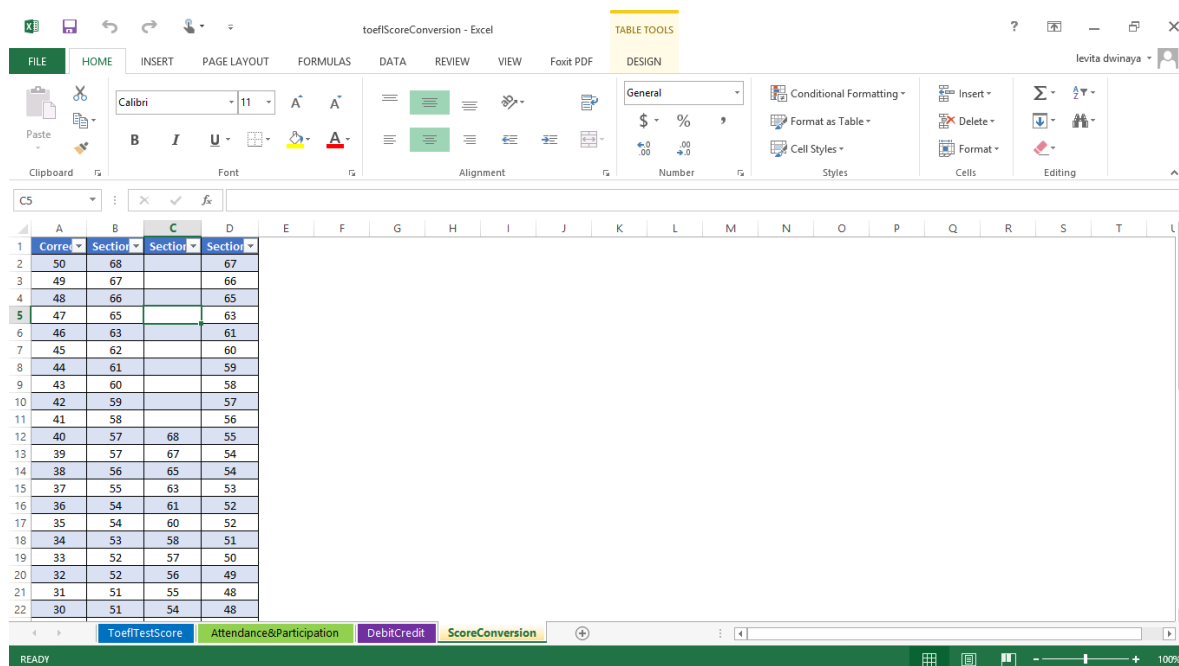 toeflScoreConversion - Excel
TABLE TOOLS
?
FILE HOME INSERT PAGE LAYOUT FORMULAS DATA REVIEW VIEW Foxit PDF DESIGN levita dwinaya
Paste
Calibri 11 A A
B I U A
General
$ % ,
Conditional Formatting
Format as Table
Cell Styles
Insert
Delete
Format
Clipboard Font Alignment Number Styles Cells Editing
C5 fx
A B C D E F G H I J K L M N O P Q R S T U
1 Correc Section Section Section
2 50 68 67
3 49 67 66
4 48 66 65
5 47 65 63
6 46 63 61
7 45 62 60
8 44 61 59
9 43 60 58
10 42 59 57
11 41 58 56
12 40 57 68 55
13 39 57 67 54
14 38 56 65 54
15 37 55 63 53
16 36 54 61 52
17 35 54 60 52
18 34 53 58 51
19 33 52 57 50
20 32 52 56 49
21 31 51 55 48
22 30 51 54 48
ToeflTestScore Attendance&Participation DebitCredit ScoreConversion
READY 100%